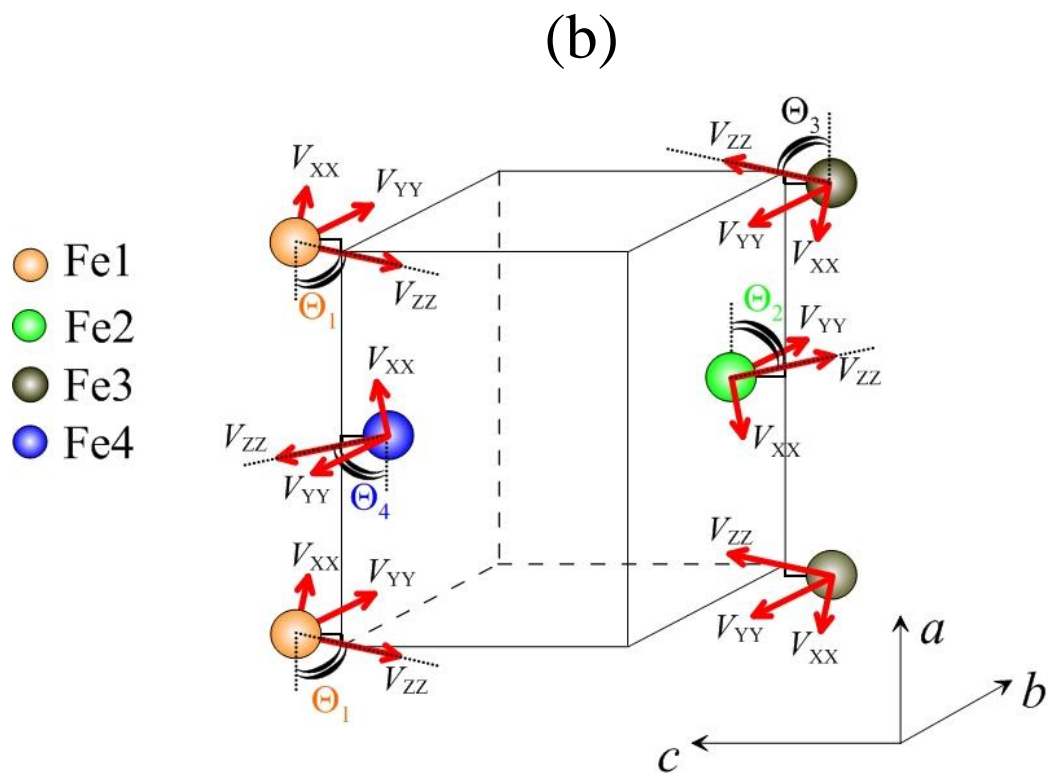 (b)
Θ3
VZZ
VXX
VYY
VYY
VXX
Fe1
VZZ
Θ1
Θ2
Fe2
VYY
VXX
VZZ
Fe3
VXX
Fe4
VZZ
VYY
Θ4
VZZ
VXX
VYY
VYY
VXX
VZZ
Θ1
a
b
c